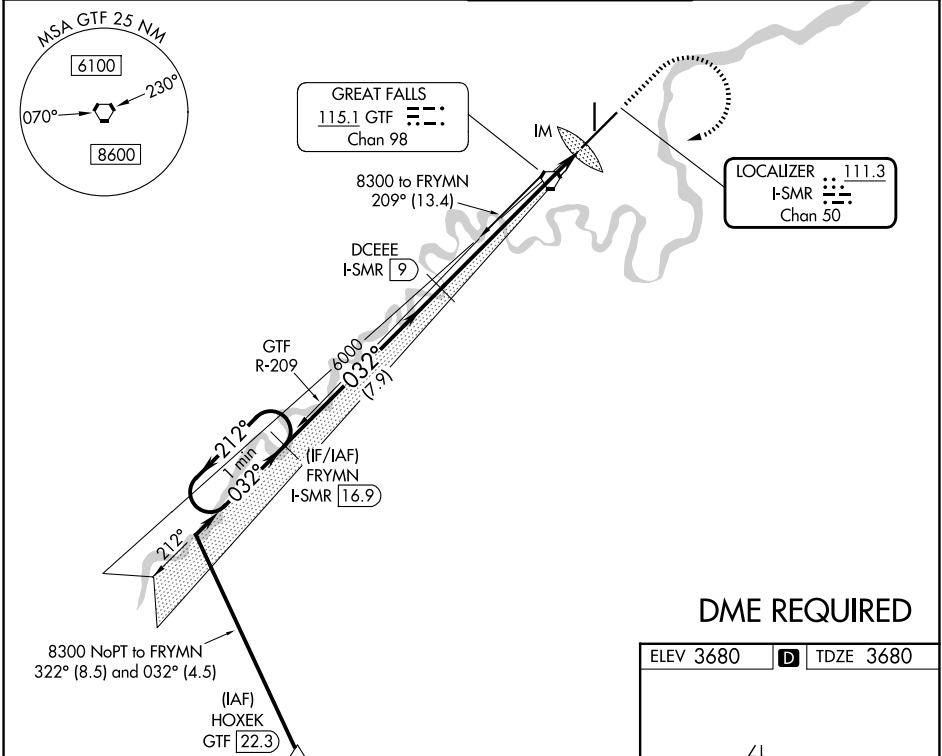 MSA GTF 25 NM
6100
070°
230°
8600
GREAT FALLS
115.1 GTF
Chan 98
IM
LOCALIZER 111.3
I-SMR
Chan 50
8300 to FRYMN
209° (13.4)
DCEEE
I-SMR 9
GTF
R-209
6000
032°
(7.9)
212°
1 min
032°
(IF/IAF)
FRYMN
I-SMR 16.9
212°
8300 NoPT to FRYMN
322° (8.5) and 032° (4.5)
(IAF)
HOXEK
GTF 22.3
DME REQUIRED
ELEV 3680 D TDZE 3680